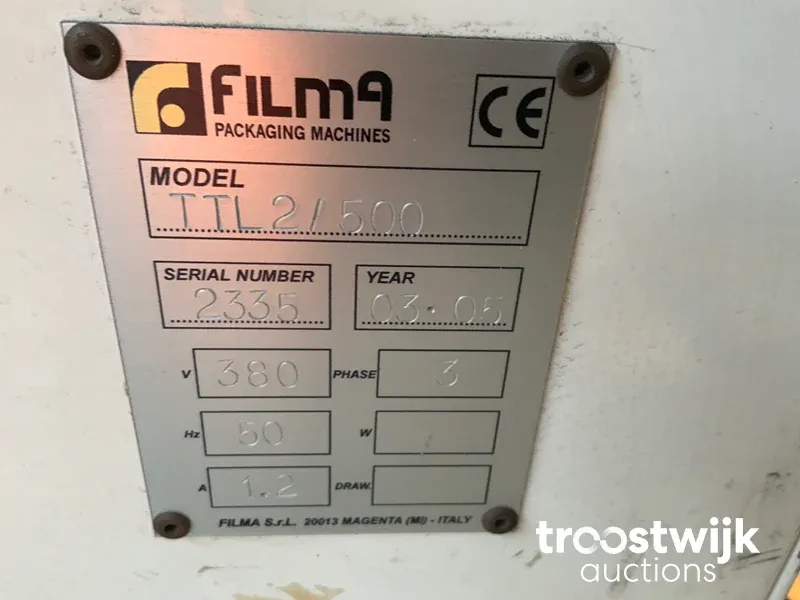 FILMA
PACKAGING MACHINES
CE
MODEL
TTL2/500
SERIAL NUMBER YEAR
2335 03·05
V 380 PHASE 3
Hz 50 W /
A 1.2 DRAW.
FILMA S.r.L. 20013 MAGENTA (MI) - ITALY
troostwijk
auctions